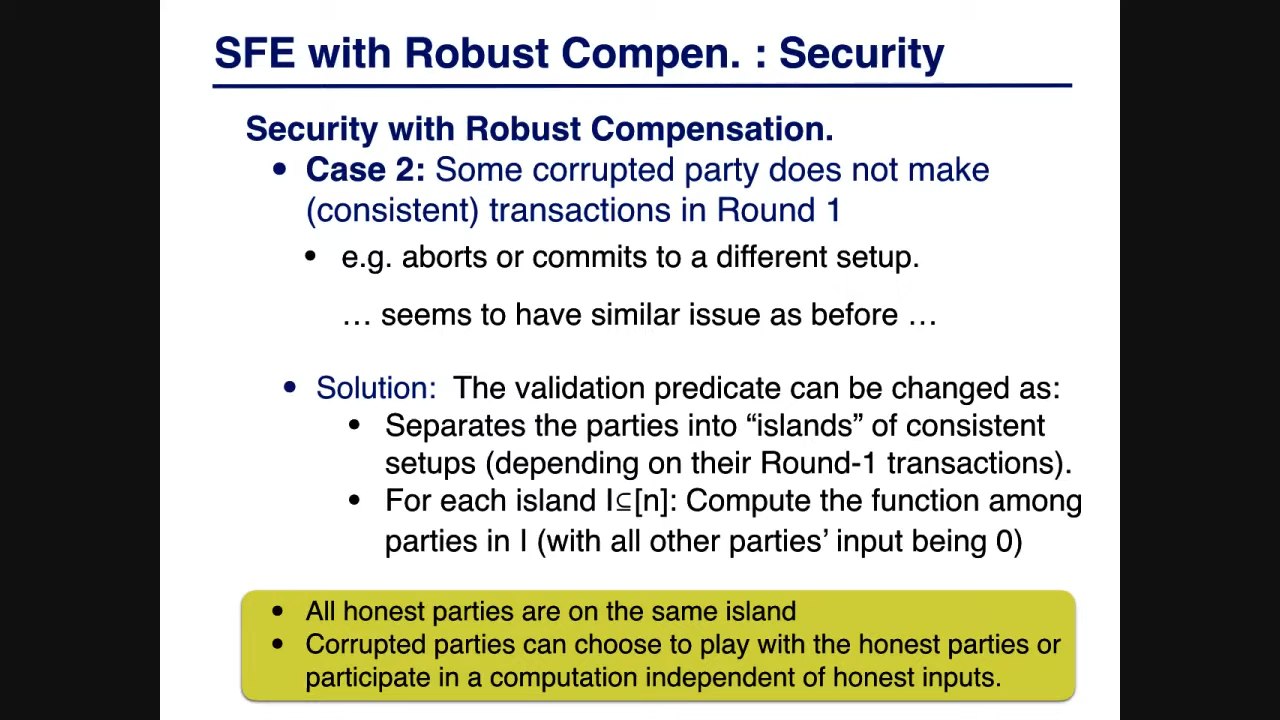 SFE with Robust Compen. : Security
Security with Robust Compensation.
• Case 2: Some corrupted party does not make
(consistent) transactions in Round 1
• e.g. aborts or commits to a different setup.
… seems to have similar issue as before …
• Solution: The validation predicate can be changed as:
• Separates the parties into “islands” of consistent
setups (depending on their Round-1 transactions).
• For each island I⊆[n]: Compute the function among
parties in I (with all other parties’ input being 0)
• All honest parties are on the same island
• Corrupted parties can choose to play with the honest parties or
participate in a computation independent of honest inputs.